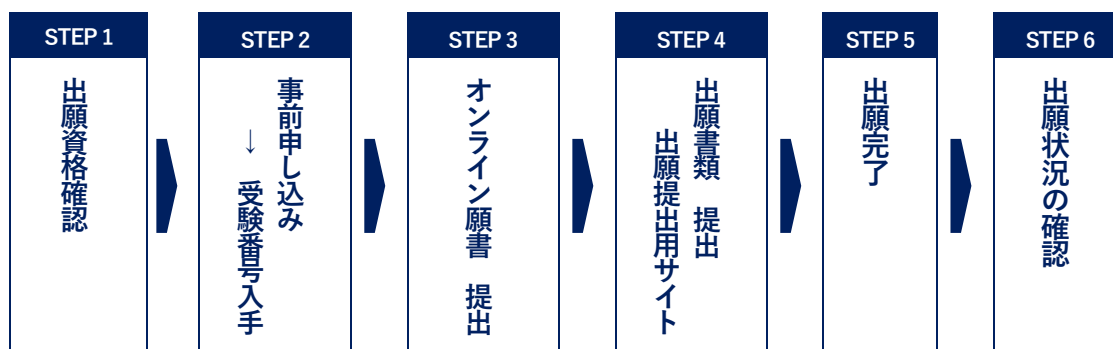 STEP 1
出願資格確認
STEP 2
事前申し込み
→ 受験番号入手
STEP 3
オンライン願書 提出
STEP 4
出願書類 提出
出願提出用サイト
STEP 5
出願完了
STEP 6
出願状況の確認